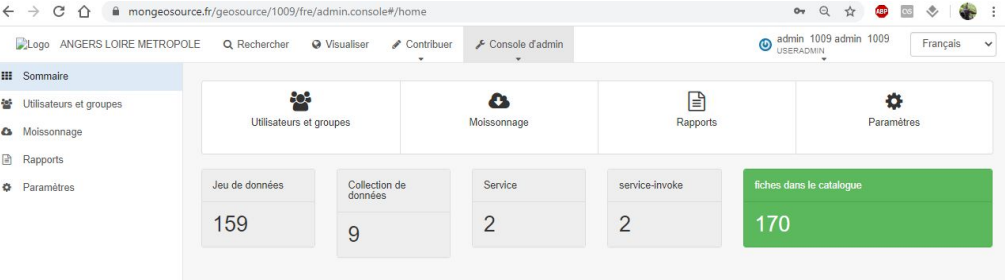 mongeosource.fr/geosource/1009/fre/admin.console#/home
ABP
OS
Logo ANGERS LOIRE METROPOLE
Rechercher
Visualiser
Contribuer
Console d'admin
admin 1009 admin 1009
USERADMIN
Français
Sommaire
Utilisateurs et groupes
Moissonnage
Rapports
Paramètres
Utilisateurs et groupes
Moissonnage
Rapports
Paramètres
Jeu de données
159
Collection de
données
9
Service
2
service-invoke
2
fiches dans le catalogue
170